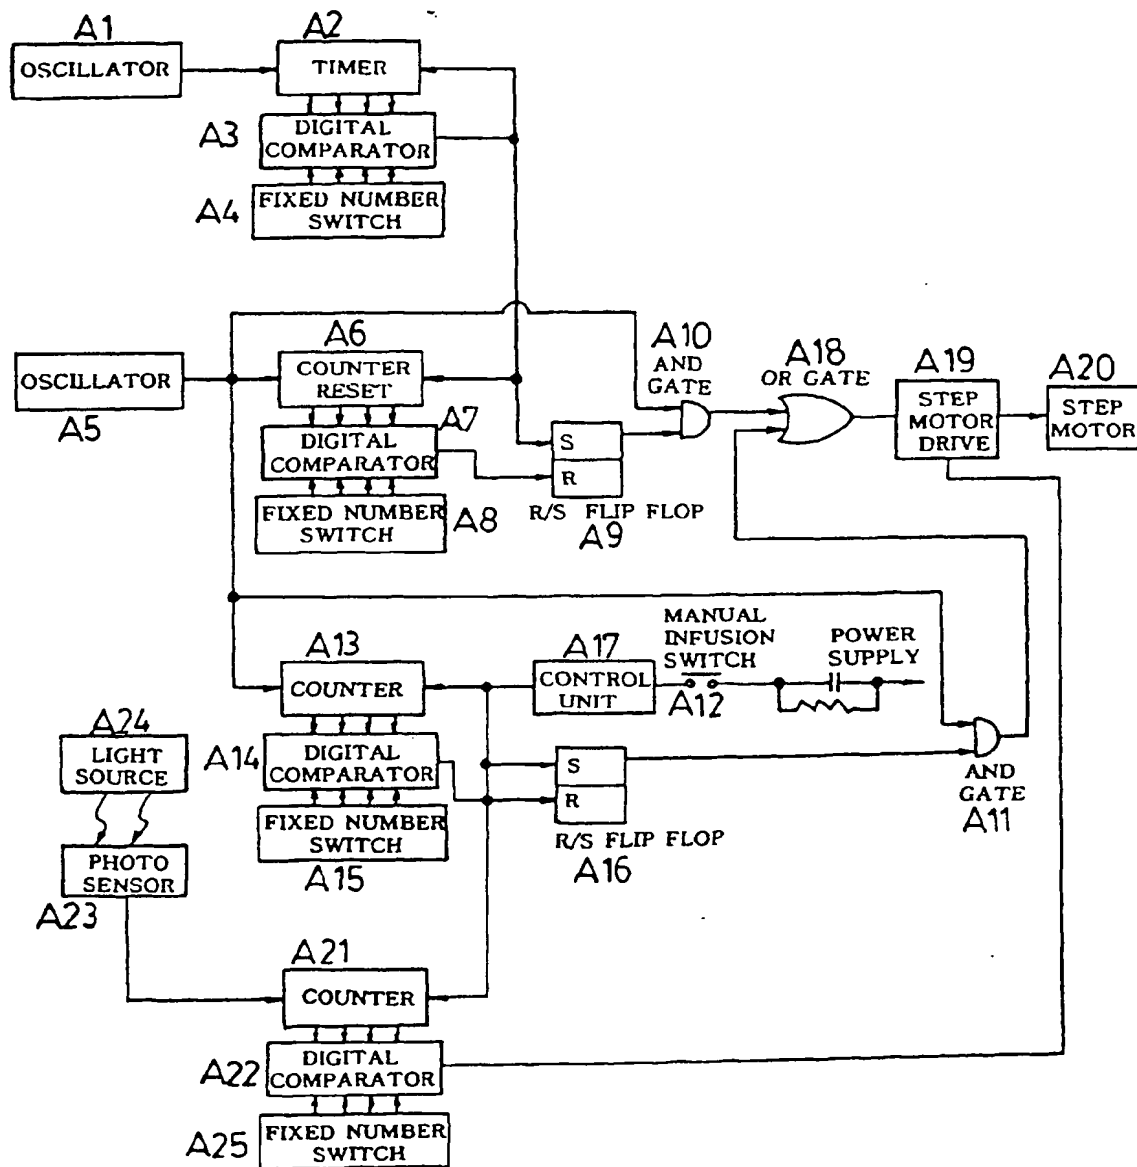 A1
OSCILLATOR
A2
TIMER
A3
DIGITAL
COMPARATOR
A4
FIXED NUMBER
SWITCH
OSCILLATOR
A5
A6
COUNTER
RESET
A7
DIGITAL
COMPARATOR
FIXED NUMBER
SWITCH
A8
S
R
R/S FLIP FLOP
A9
A10
AND
GATE
A18
OR GATE
A19
STEP
MOTOR
DRIVE
A20
STEP
MOTOR
A13
COUNTER
A17
CONTROL
UNIT
MANUAL
INFUSION
SWITCH
A12
POWER
SUPPLY
A24
LIGHT
SOURCE
A14
DIGITAL
COMPARATOR
FIXED NUMBER
SWITCH
A15
S
R
R/S FLIP FLOP
A16
AND
GATE
A11
PHOTO
SENSOR
A23
A21
COUNTER
A22
DIGITAL
COMPARATOR
A25
FIXED NUMBER
SWITCH